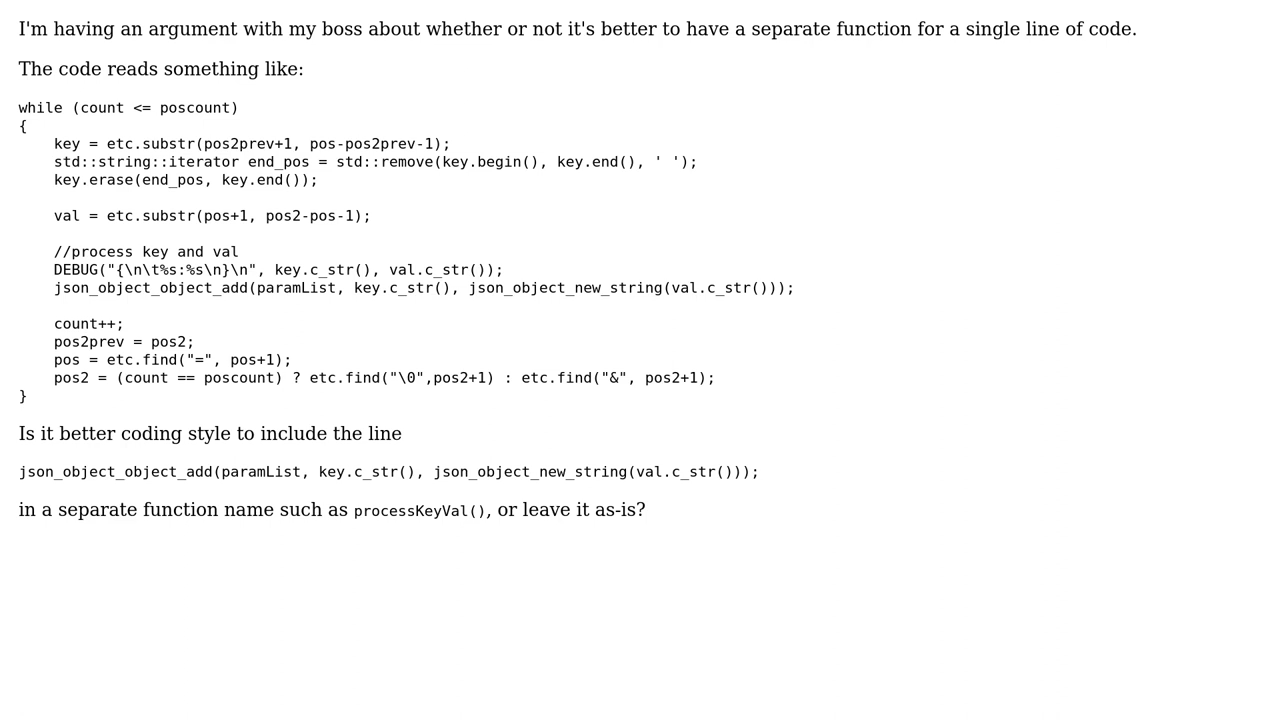 I'm having an argument with my boss about whether or not it's better to have a separate function for a single line of code.
The code reads something like:
while (count <= poscount)
{
    key = etc.substr(pos2prev+1, pos-pos2prev-1);
    std::string::iterator end_pos = std::remove(key.begin(), key.end(), ' ');
    key.erase(end_pos, key.end());

    val = etc.substr(pos+1, pos2-pos-1);

    //process key and val
    DEBUG("{\n\t%s:%s\n}\n", key.c_str(), val.c_str());
    json_object_object_add(paramList, key.c_str(), json_object_new_string(val.c_str()));

    count++;
    pos2prev = pos2;
    pos = etc.find("=", pos+1);
    pos2 = (count == poscount) ? etc.find("\0",pos2+1) : etc.find("&", pos2+1);
}
Is it better coding style to include the line
json_object_object_add(paramList, key.c_str(), json_object_new_string(val.c_str()));
in a separate function name such as processKeyVal(), or leave it as-is?